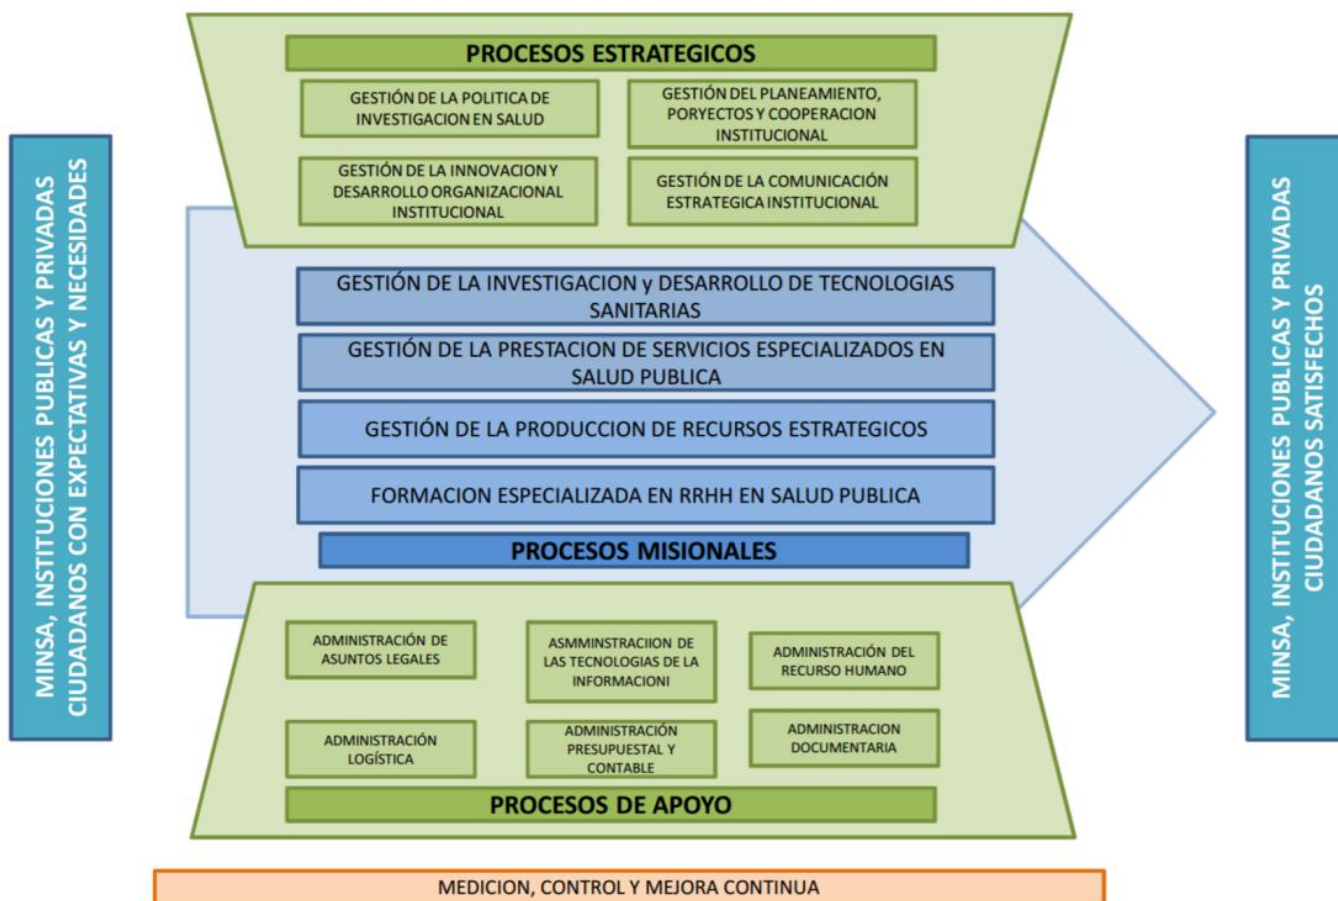 MINSA, INSTITUCIONES PUBLICAS Y PRIVADAS
CIUDADANOS CON EXPECTATIVAS Y NECESIDADES
PROCESOS ESTRATEGICOS
GESTIÓN DE LA POLITICA DE
INVESTIGACION EN SALUD
GESTIÓN DEL PLANEAMIENTO,
PORYECTOS Y COOPERACION
INSTITUCIONAL
GESTIÓN DE LA INNOVACION Y
DESARROLLO ORGANIZACIONAL
INSTITUCIONAL
GESTIÓN DE LA COMUNICACIÓN
ESTRATEGICA INSTITUCIONAL
GESTIÓN DE LA INVESTIGACION y DESARROLLO DE TECNOLOGIAS
SANITARIAS
GESTIÓN DE LA PRESTACION DE SERVICIOS ESPECIALIZADOS EN
SALUD PUBLICA
GESTIÓN DE LA PRODUCCION DE RECURSOS ESTRATEGICOS
FORMACION ESPECIALIZADA EN RRHH EN SALUD PUBLICA
PROCESOS MISIONALES
ADMINISTRACIÓN DE
ASUNTOS LEGALES
ASMMINSTRACIION DE
LAS TECNOLOGIAS DE LA
INFORMACIONI
ADMINISTRACIÓN DEL
RECURSO HUMANO
ADMINISTRACIÓN
LOGÍSTICA
ADMINISTRACIÓN
PRESUPUESTAL Y
CONTABLE
ADMINISTRACION
DOCUMENTARIA
PROCESOS DE APOYO
MEDICION, CONTROL Y MEJORA CONTINUA
MINSA, INSTITUCIONES PUBLICAS Y PRIVADAS
CIUDADANOS SATISFECHOS